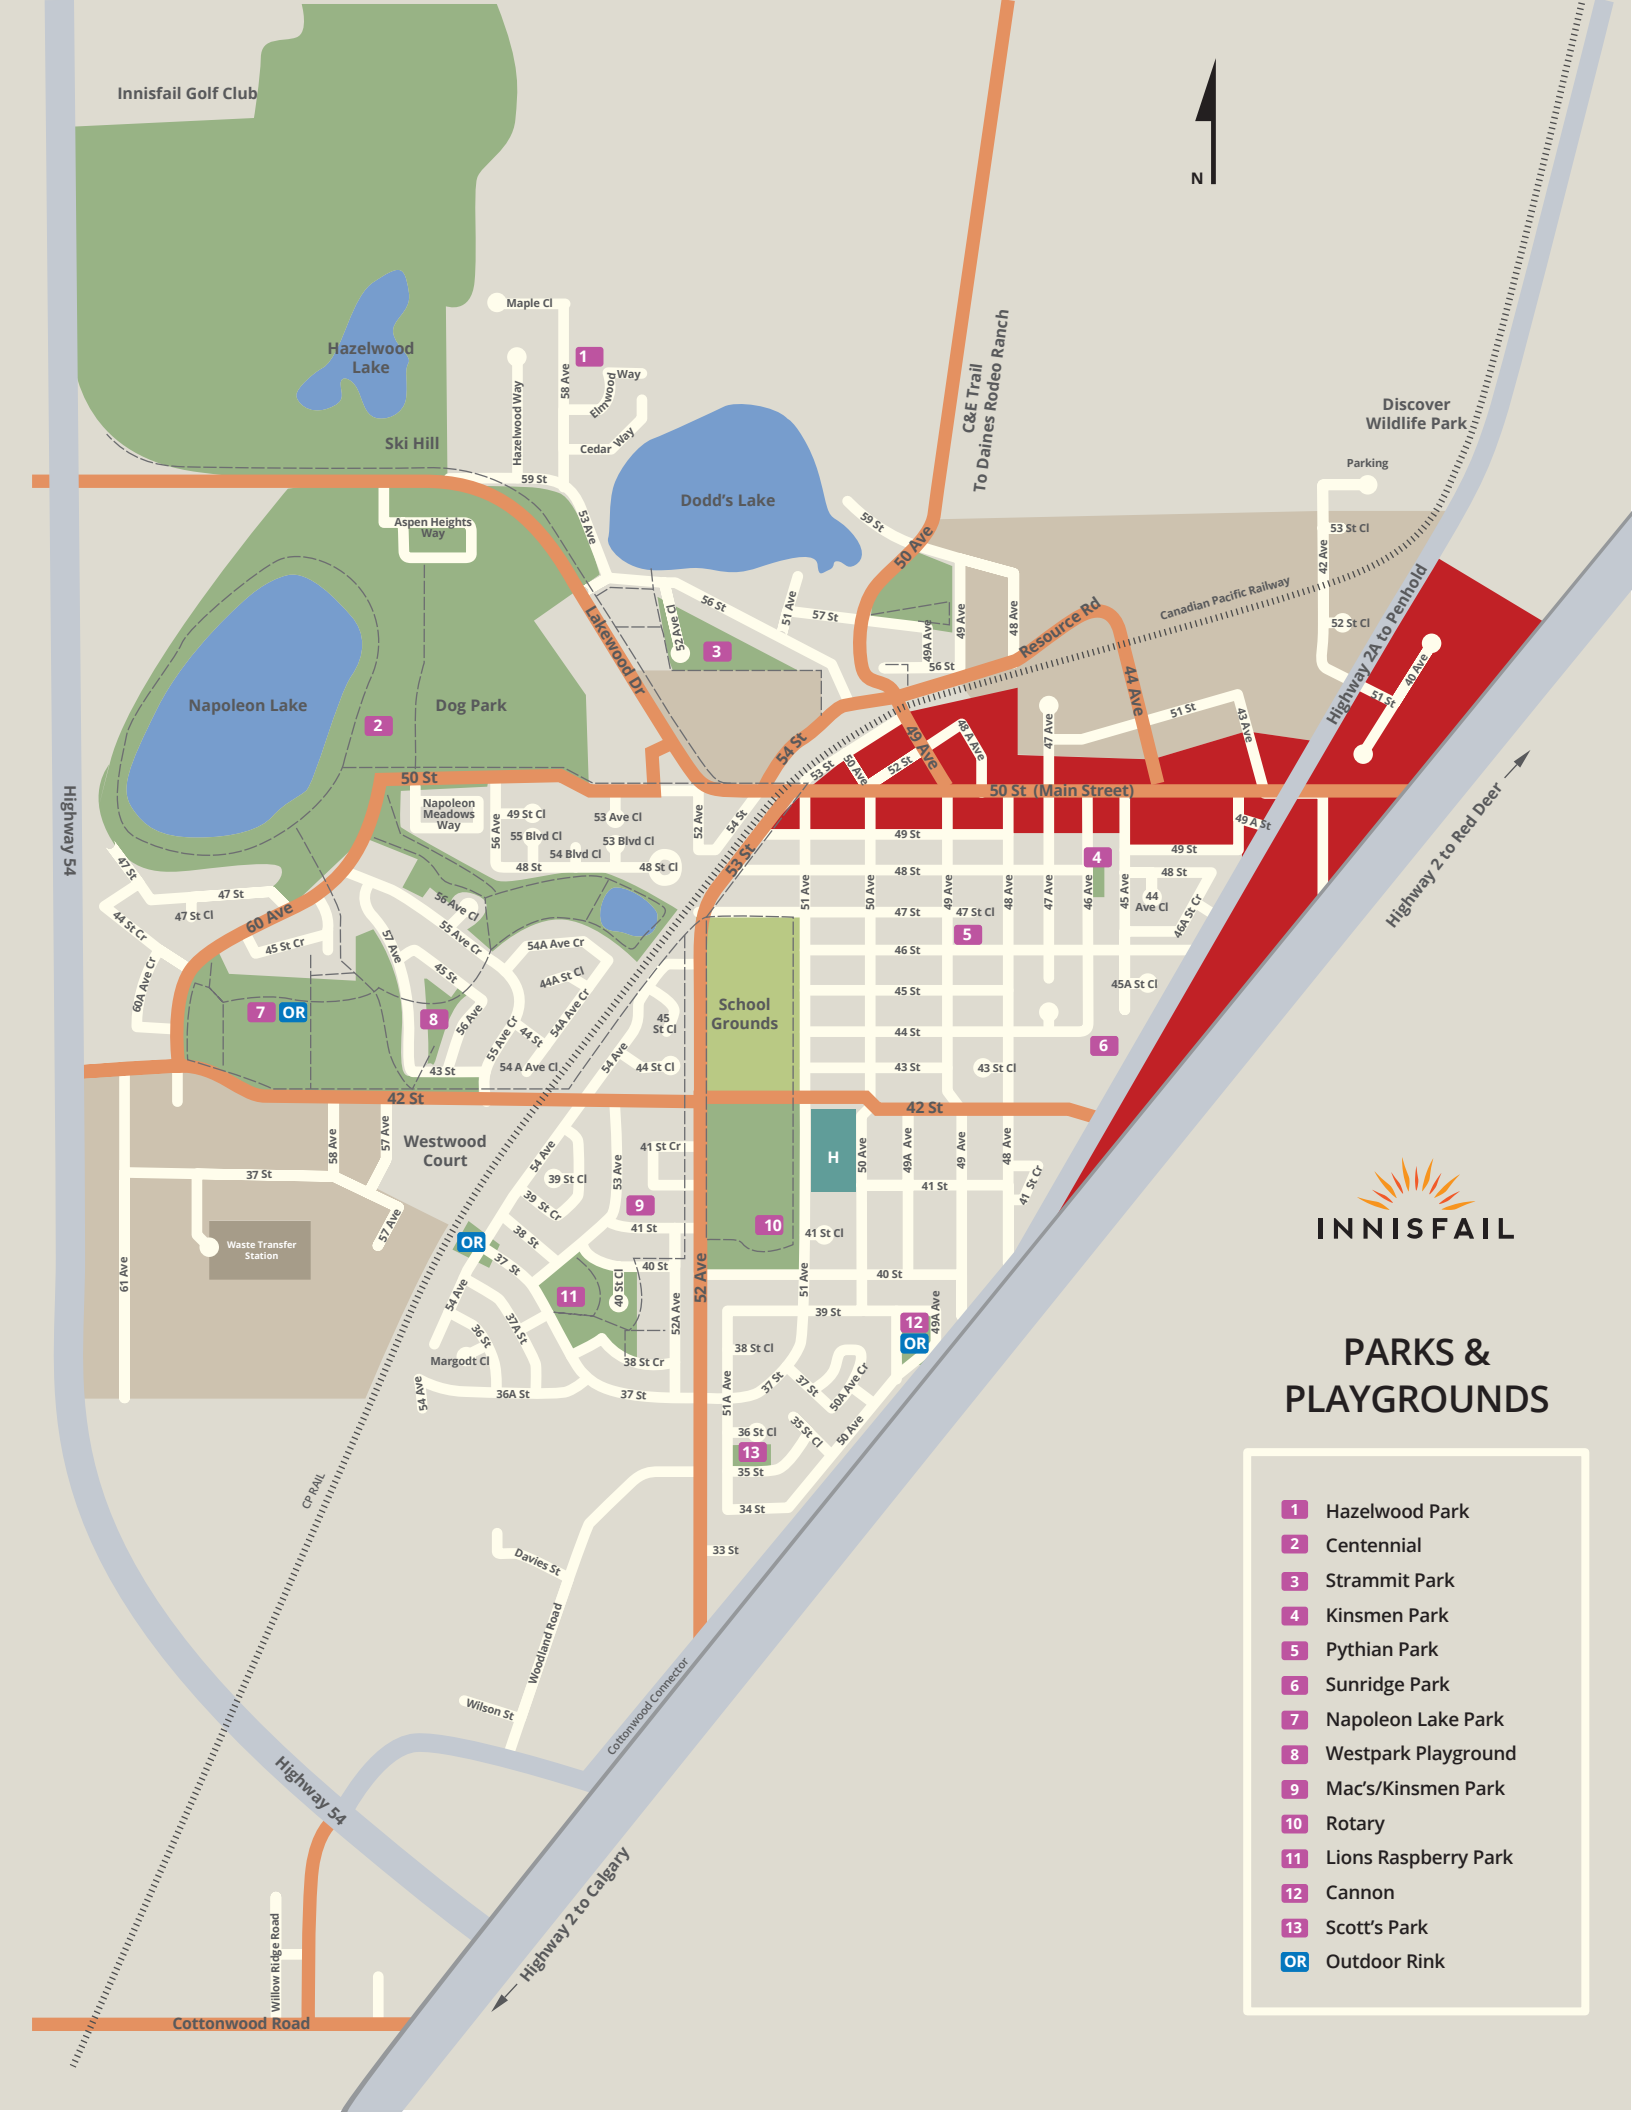 Innisfail Golf Club
N
Maple Cl
Hazelwood
Lake
1
58 Ave
Way
Elmwood
Hazelwood Way
Cedar
Way
Ski Hill
59 St
53 Ave
Dodd's Lake
C&E Trail
To Daines Rodeo Ranch
Discover
Wildlife Park
Parking
53 St Cl
42 Ave
52 St Cl
Aspen Heights
Way
59 St
50 Ave
56 St
51 Ave
57 St
49A Ave
49 Ave
48 Ave
56 St
Resource Rd
Canadian Pacific Railway
Highway 2A to Penhold
40 Ave
51 St
52 Ave Cl
3
Lakewood Dr
44 Ave
Napoleon Lake
2
Dog Park
54 St
53 St
50 Ave
52 St
49 Ave
48 A Ave
47 Ave
51 St
43 Ave
Highway 54
50 St
50 St (Main Street)
Napoleon
Meadows
Way
56 Ave
49 St Cl
53 Ave Cl
55 Blvd Cl
53 Blvd Cl
54 Blvd Cl
48 St
48 St Cl
52 Ave
54 St
53 St
49 St
49 A St
49 St
4
48 St
48 St
51 Ave
50 Ave
49 Ave
48 Ave
47 Ave
46 Ave
45 Ave
44
Ave Cl
46A St Cr
47 St
47 St Cl
5
46 St
Highway 2 to Red Deer
47 St
47 St
47 St Cl
44 St Cr
60 Ave
45 St Cr
60A Ave Cr
56 Ave Cl
55 Ave Cr
57 Ave
45 St
54A Ave Cr
44A St Cl
54A Ave Cr
56 Ave
55 Ave Cr
44 St
54 A Ave Cl
43 St
7
OR
8
School
Grounds
45
St Cl
54 Ave
44 St Cl
45 St
45A St Cl
44 St
6
43 St
43 St Cl
42 St
42 St
Westwood
Court
58 Ave
57 Ave
37 St
57 Ave
61 Ave
Waste Transfer
Station
54 Ave
39 St Cl
39 St Cr
53 Ave
41 St Cr
9
41 St
38 St
OR
37 St
40 St
40 St Cl
11
10
H
50 Ave
49A Ave
49 Ave
48 Ave
41 St
41 St Cr
41 St Cl
40 St
51 Ave
52 Ave
52A Ave
54 Ave
37A St
36 St
Margodt Cl
38 St Cr
36A St
37 St
54 Ave
39 St
12
OR
49A Ave
38 St Cl
37 St
37 St
50A Ave Cr
51A Ave
36 St Cl
13
35 St
35 St Cl
50 Ave
34 St
33 St
CP RAIL
Davies St
Woodland Road
Wilson St
Cottonwood Connector
Highway 54
Highway 2 to Calgary
Willow Ridge Road
Cottonwood Road
INNISFAIL
PARKS &
PLAYGROUNDS
1 Hazelwood Park
2 Centennial
3 Strammit Park
4 Kinsmen Park
5 Pythian Park
6 Sunridge Park
7 Napoleon Lake Park
8 Westpark Playground
9 Mac's/Kinsmen Park
10 Rotary
11 Lions Raspberry Park
12 Cannon
13 Scott's Park
OR Outdoor Rink